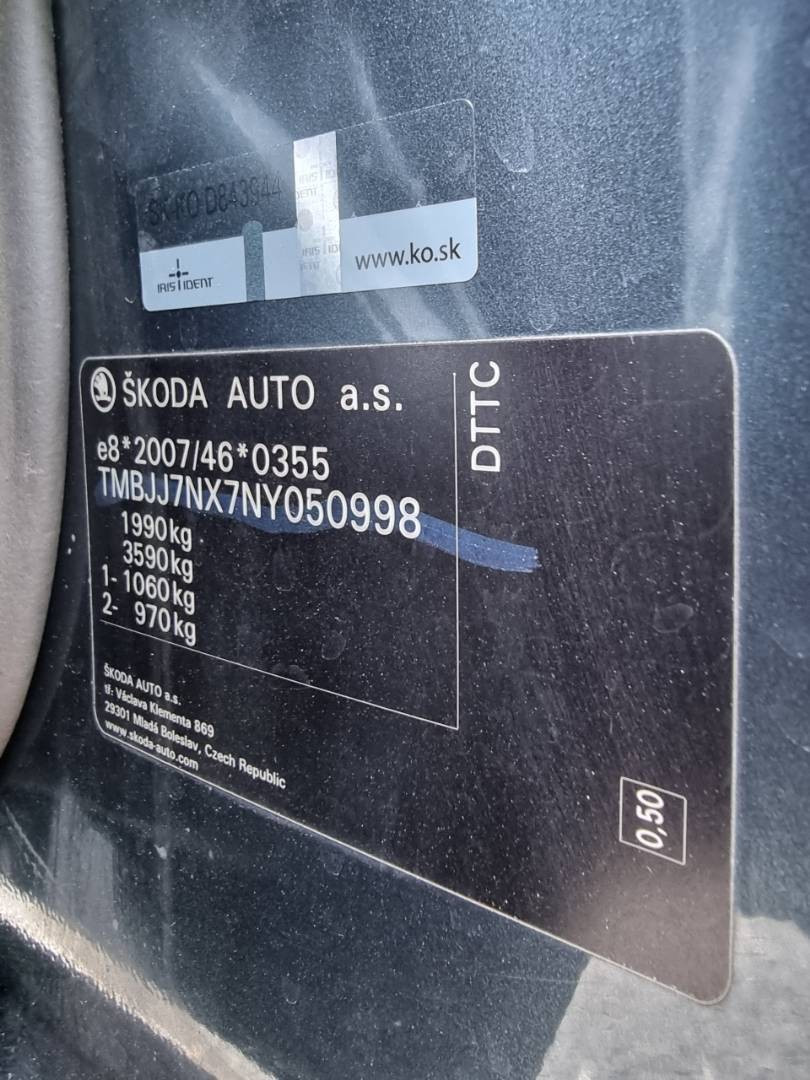 SK KO D843944
IRIS IDENT
www.ko.sk
ŠKODA AUTO a.s.
DTTC
e8*2007/46*0355
TMBJJ7NX7NY050998
1990kg
3590kg
1- 1060kg
2- 970kg
ŠKODA AUTO a.s.
tř. Václava Klementa 869
29301 Mladá Boleslav, Czech Republic
www.skoda-auto.com
0,50